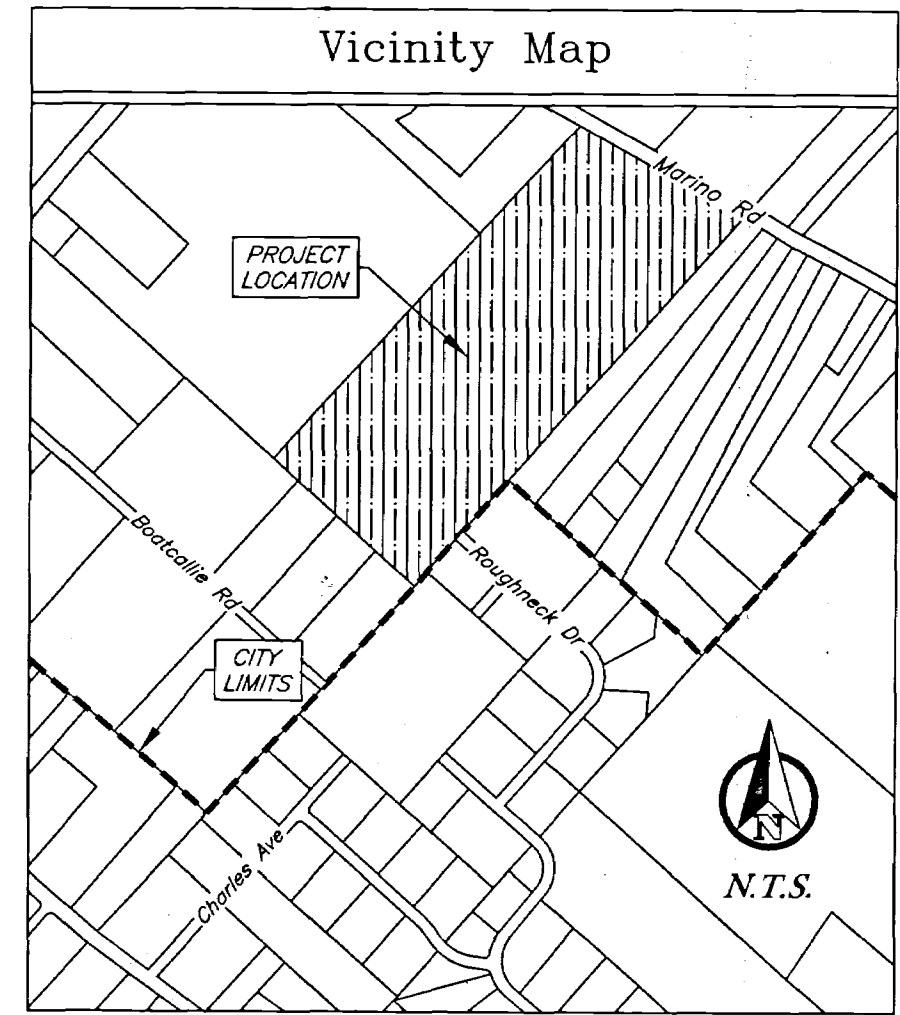 Vicinity Map
Marino Rd
PROJECT
LOCATION
Boatcallie Rd
Roughneck Dr
CITY
LIMITS
Charles Ave
N
N.T.S.